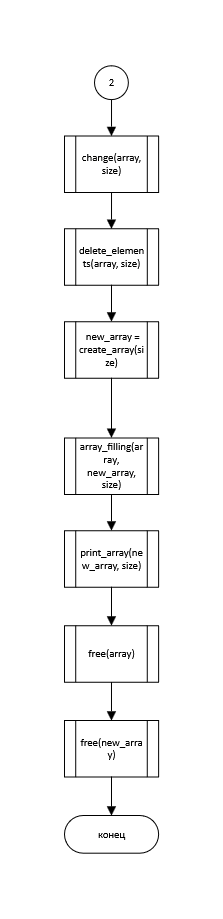 2
change(array,
size)
delete_elemen
ts(array, size)
new_array =
create_array(si
ze)
array_filling(ar
ray,
new_array,
size)
print_array(ne
w_array, size)
free(array)
free(new_arra
y)
конец